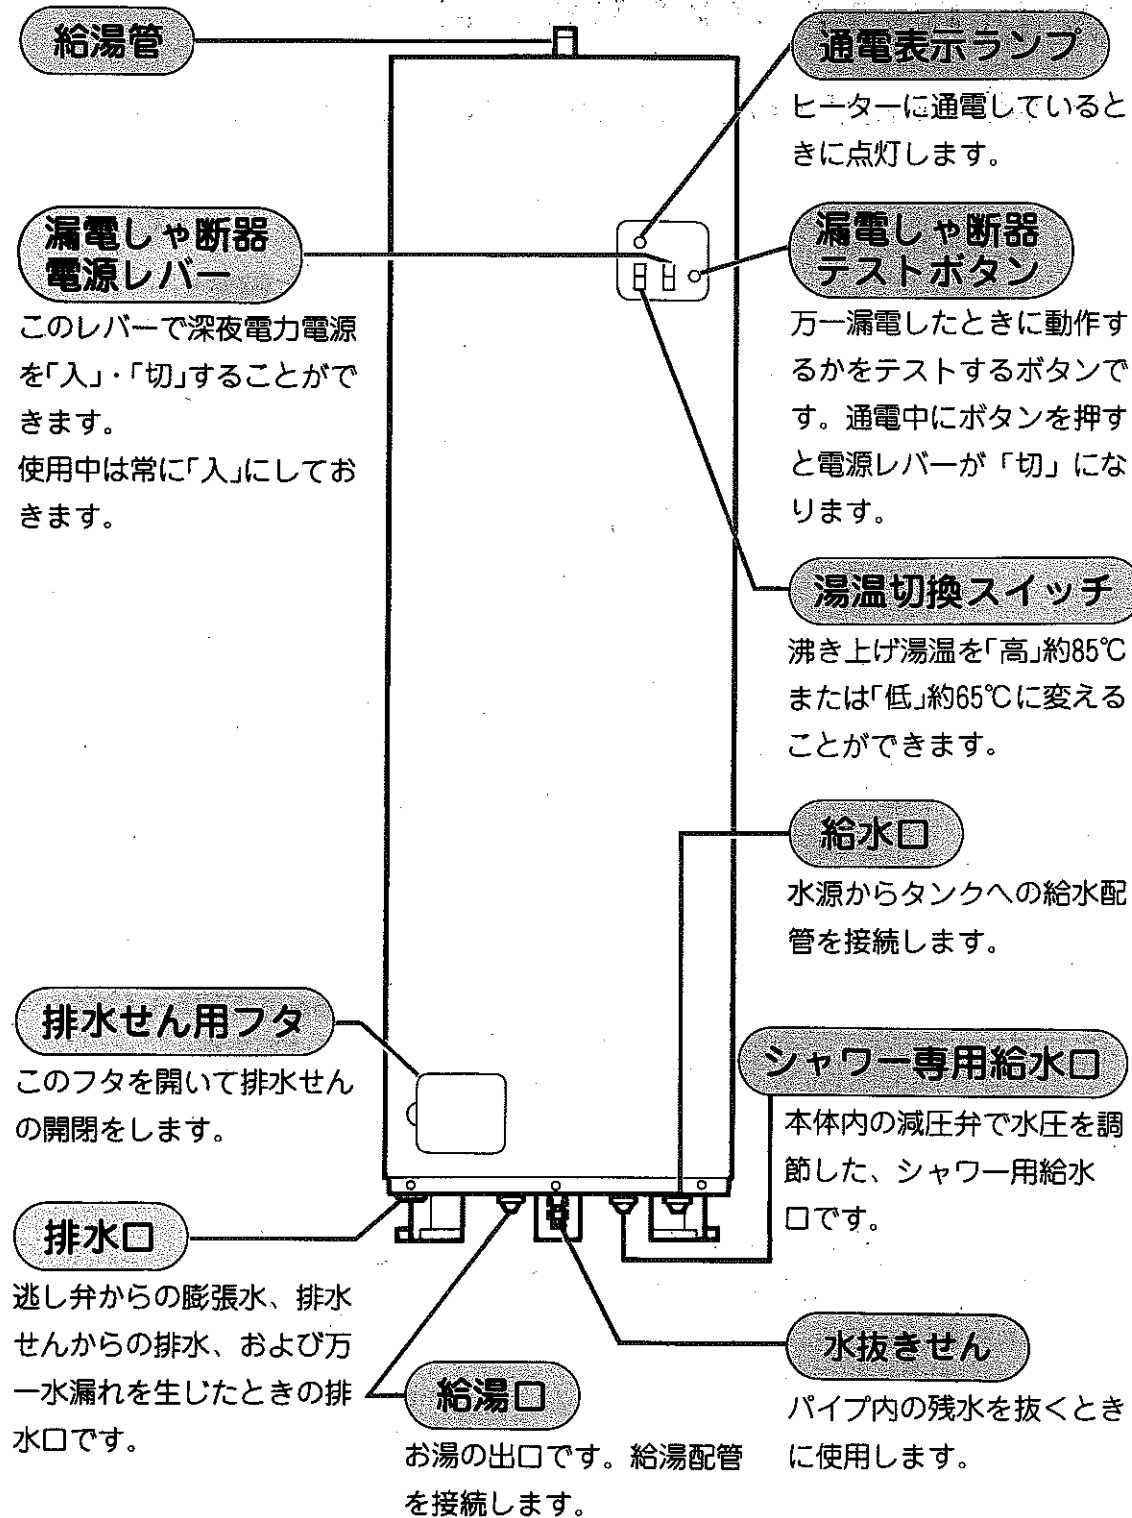 給湯管
通電表示ランプ
ヒーターに通電していると
きに点灯します。
漏電しゃ断器
電源レバー
このレバーで深夜電力電源
を「入」・「切」することがで
きます。
使用中は常に「入」にしてお
きます。
漏電しゃ断器
テストボタン
万一漏電したときに動作す
るかをテストするボタンで
す。通電中にボタンを押す
と電源レバーが「切」にな
ります。
湯温切換スイッチ
沸き上げ湯温を「高」約85℃
または「低」約65℃に変える
ことができます。
給水口
水源からタンクへの給水配
管を接続します。
排水せん用フタ
このフタを開いて排水せん
の開閉をします。
シャワー専用給水口
本体内の減圧弁で水圧を調
節した、シャワー用給水
口です。
排水口
逃し弁からの膨張水、排水
せんからの排水、および万
一水漏れを生じたときの排
水口です。
給湯口
お湯の出口です。給湯配管
を接続します。
水抜きせん
パイプ内の残水を抜くとき
に使用します。